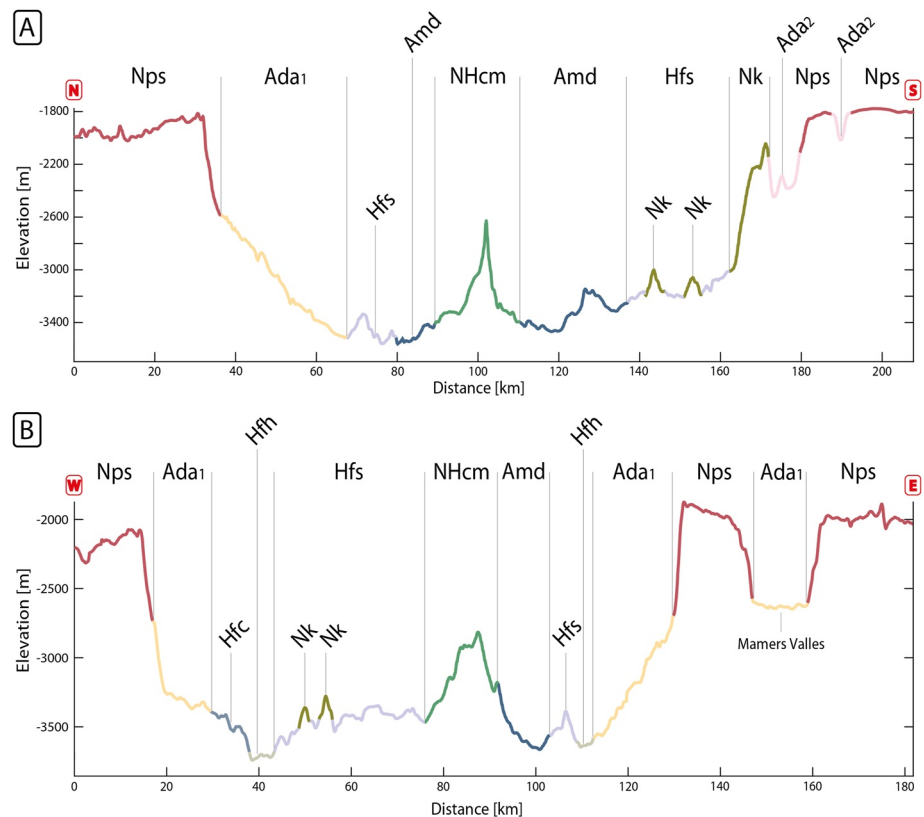 A
Amd
Ada2
Ada2
Nps
Ada1
NHcm
Amd
Hfs
Nk
Nps
Nps
N
S
-1800
-2200
-2600
-3000
-3400
Elevation [m]
Hfs
Nk
Nk
0
20
40
60
80
100
120
140
160
180
200
Distance [km]
B
Hfh
Hfh
Nps
Ada1
Hfs
NHcm
Amd
Ada1
Nps
Ada1
Nps
W
E
-2000
-2500
-3000
-3500
Elevation [m]
Hfc
Nk
Nk
Hfs
Mamers Valles
0
20
40
60
80
100
120
140
160
180
Distance [km]